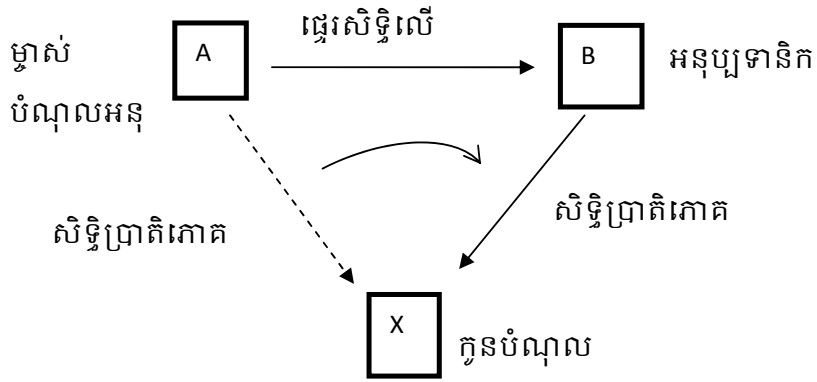 ផ្ទេរសិទ្ធិលើ
ម្ចាស់
បំណុលអនុ
A
B
អនុប្បទានិក
សិទ្ធិប្រាតិភោគ
សិទ្ធិប្រាតិភោគ
X
កូនបំណុល